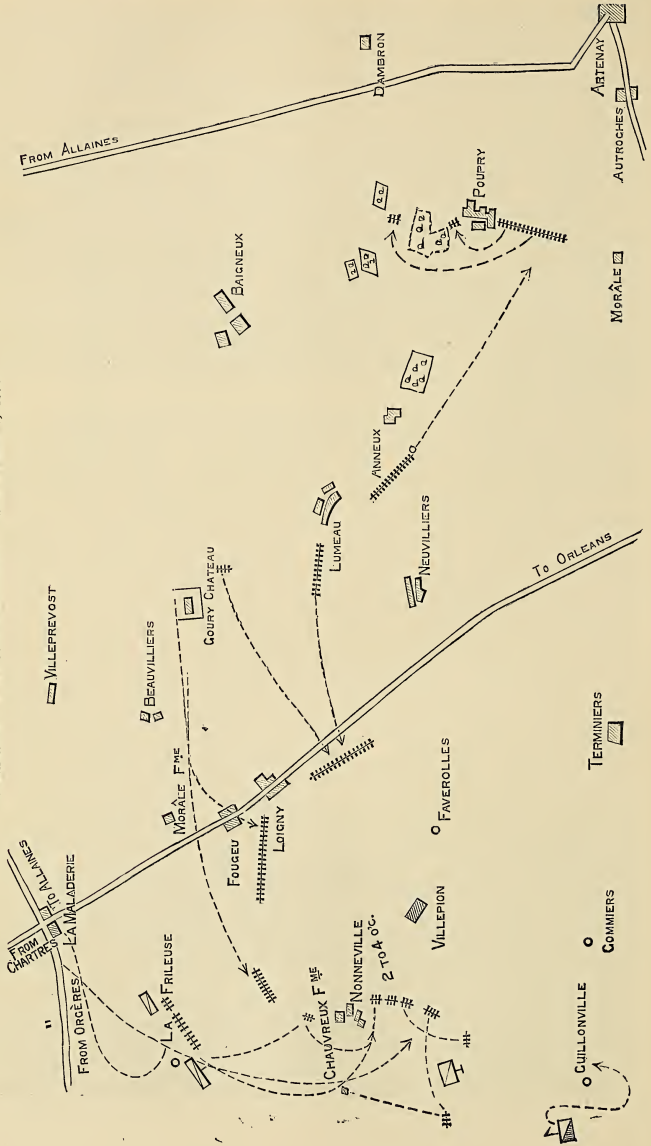 FROM ALLAINES
DAMBRON
ARTENAY
AUTROCHES
POUPRY
MORÂLE
BAIGNEUX
ANNEUX
LUMEAU
NEUVILLIERS
TO ORLEANS
VILLEPREVOST
GOURY CHATEAU
BEAUVILLIERS
MORÂLE FME
FOUGEU
LOIGNY
FAVEROLLES
TERMINIERS
TO ALLAINES
LA MALADERIE
FROM
CHARTRES
FROM ORGÈRES
"
LA FRILEUSE
CHAUVREUX FME
NONNEVILLE
2 TO 4 OC.
VILLEPION
GOMMIERS
GUILLONVILLE